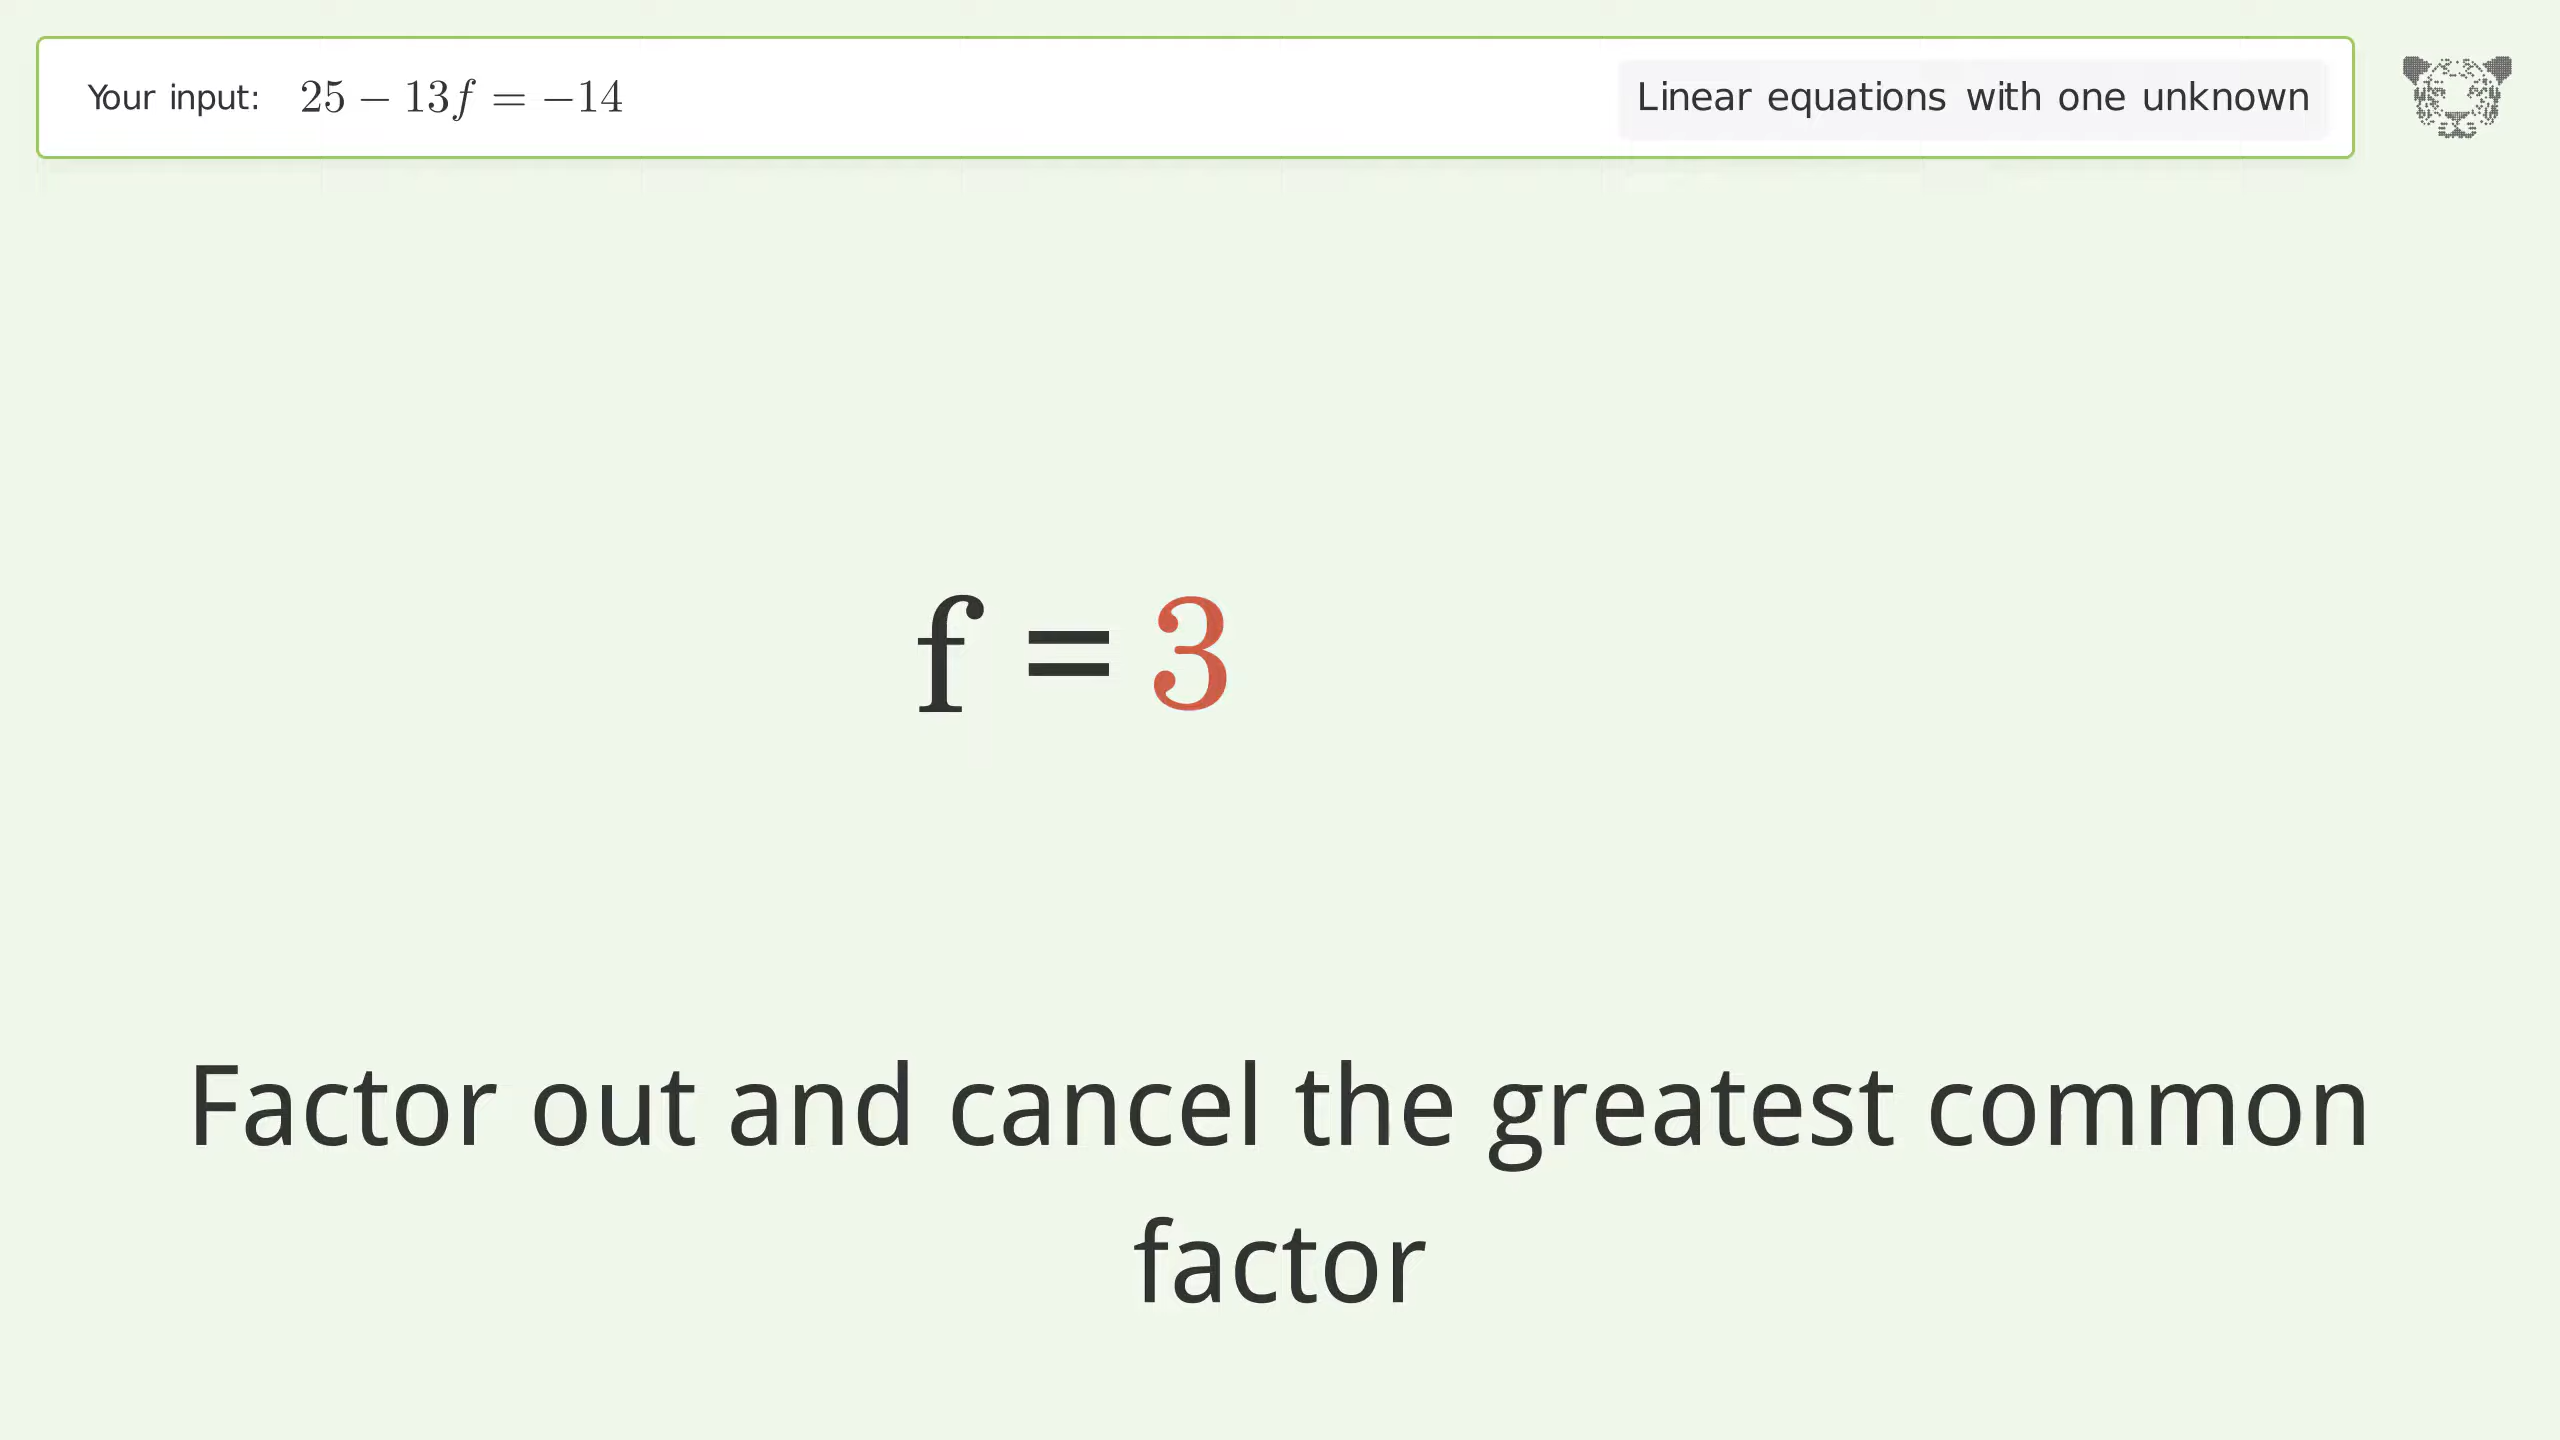 Your input: 25 − 13f = −14 Linear equations with one unknown
f = 3
Factor out and cancel the greatest common
factor